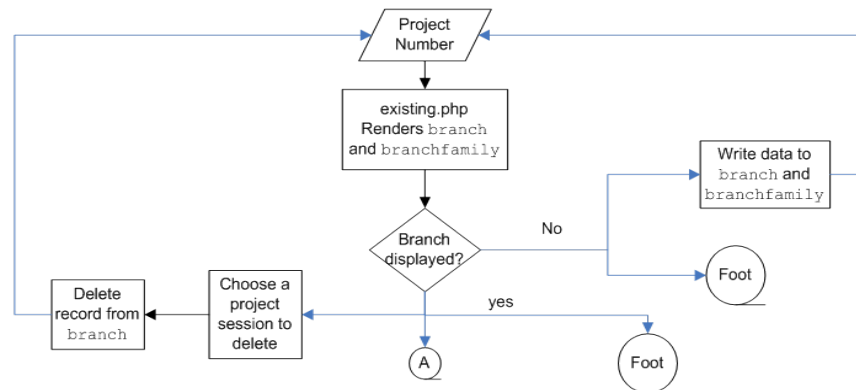 Project
Number
existing.php
Renders branch
and branchfamily
Write data to
branch and
branchfamily
Branch
displayed?
No
Foot
yes
Delete
record from
branch
Choose a
project
session to
delete
A
Foot